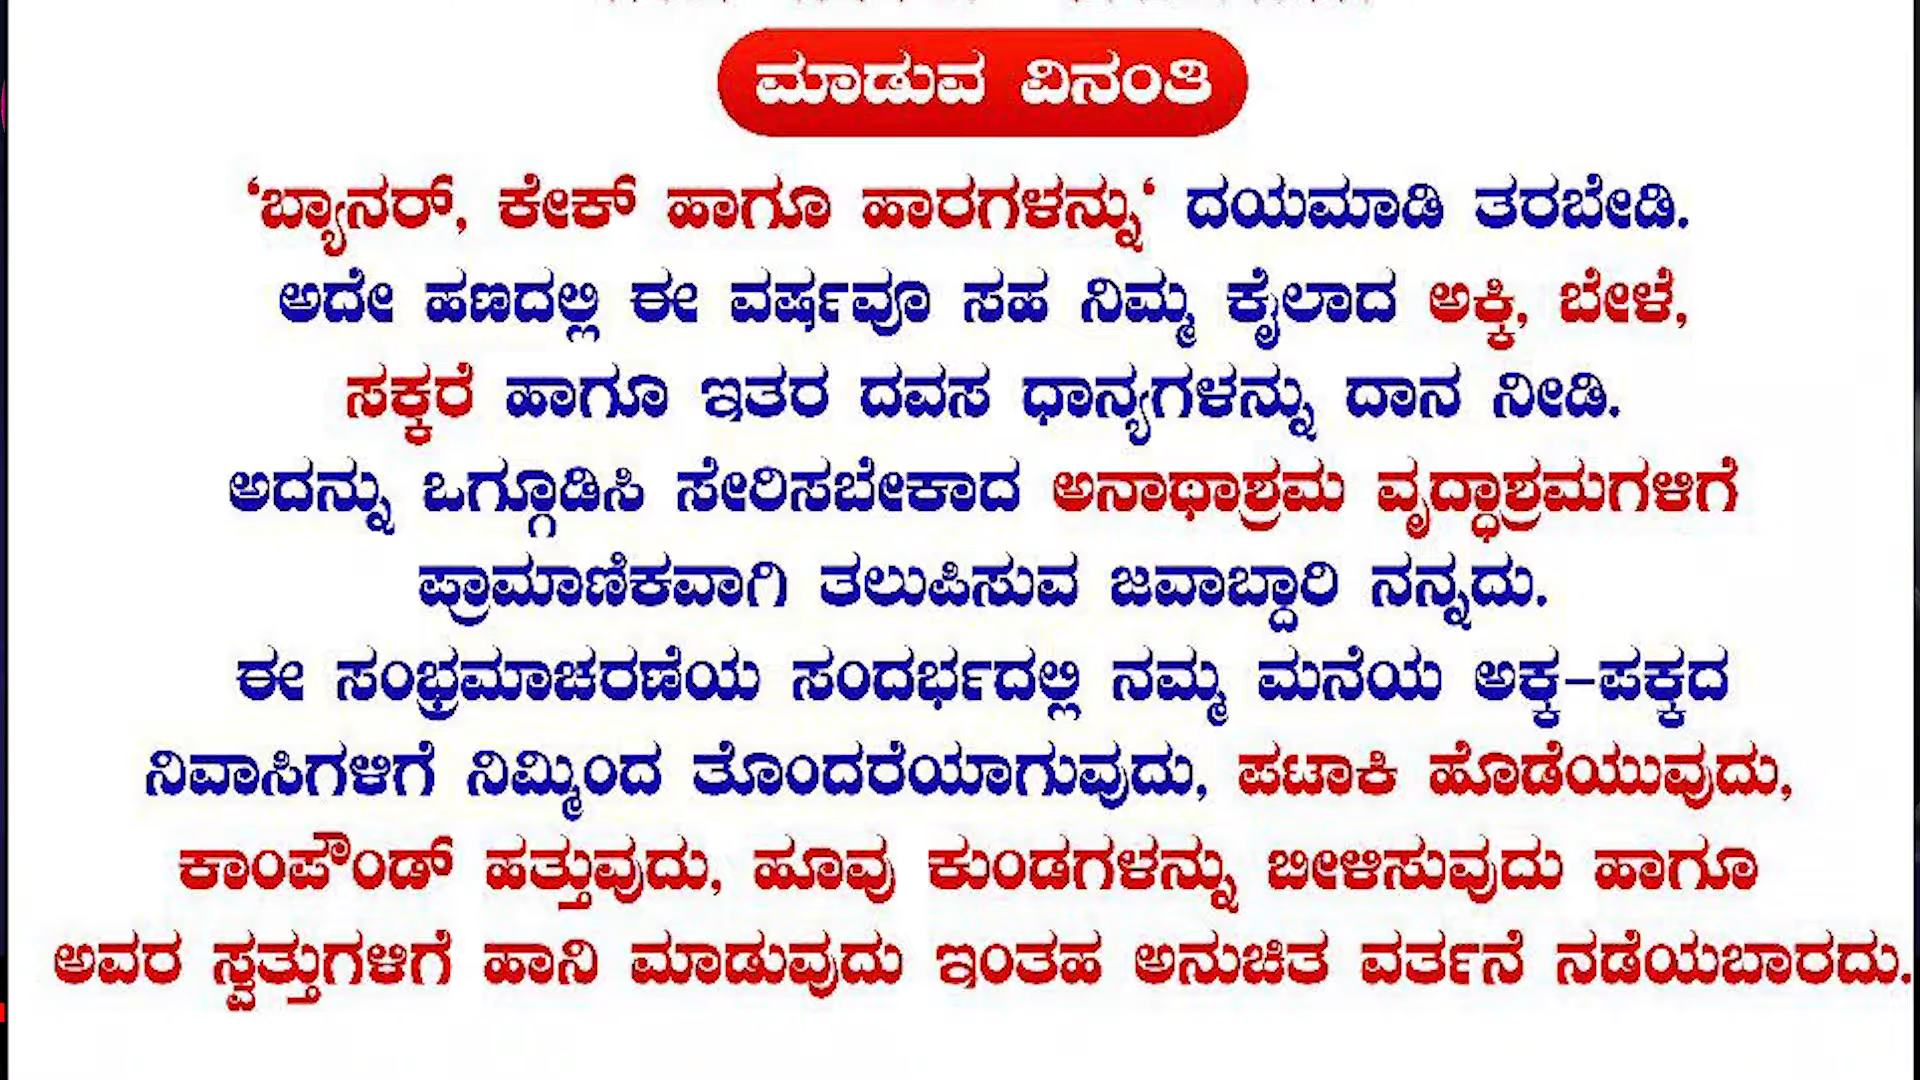 ಮಾಡುವ ವಿನಂತಿ
‘ಬ್ಯಾನರ್, ಕೇಕ್ ಹಾಗೂ ಹಾರಗಳನ್ನು‘ ದಯಮಾಡಿ ತರಬೇಡಿ.
ಅದೇ ಹಣದಲ್ಲಿ ಈ ವರ್ಷವೂ ಸಹ ನಿಮ್ಮ ಕೈಲಾದ ಅಕ್ಕಿ, ಬೇಳೆ,
ಸಕ್ಕರೆ ಹಾಗೂ ಇತರ ದವಸ ಧಾನ್ಯಗಳನ್ನು ದಾನ ನೀಡಿ.
ಅದನ್ನು ಒಗ್ಗೂಡಿಸಿ ಸೇರಿಸಬೇಕಾದ ಅನಾಥಾಶ್ರಮ ವೃದ್ಧಾಶ್ರಮಗಳಿಗೆ
ಪ್ರಾಮಾಣಿಕವಾಗಿ ತಲುಪಿಸುವ ಜವಾಬ್ದಾರಿ ನನ್ನದು.
ಈ ಸಂಭ್ರಮಾಚರಣೆಯ ಸಂದರ್ಭದಲ್ಲಿ ನಮ್ಮ ಮನೆಯ ಅಕ್ಕ–ಪಕ್ಕದ
ನಿವಾಸಿಗಳಿಗೆ ನಿಮ್ಮಿಂದ ತೊಂದರೆಯಾಗುವುದು, ಪಟಾಕಿ ಹೊಡೆಯುವುದು,
ಕಾಂಪೌಂಡ್ ಹತ್ತುವುದು, ಹೂವು ಕುಂಡಗಳನ್ನು ಬೀಳಿಸುವುದು ಹಾಗೂ
ಅವರ ಸ್ವತ್ತುಗಳಿಗೆ ಹಾನಿ ಮಾಡುವುದು ಇಂತಹ ಅನುಚಿತ ವರ್ತನೆ ನಡೆಯಬಾರದು.